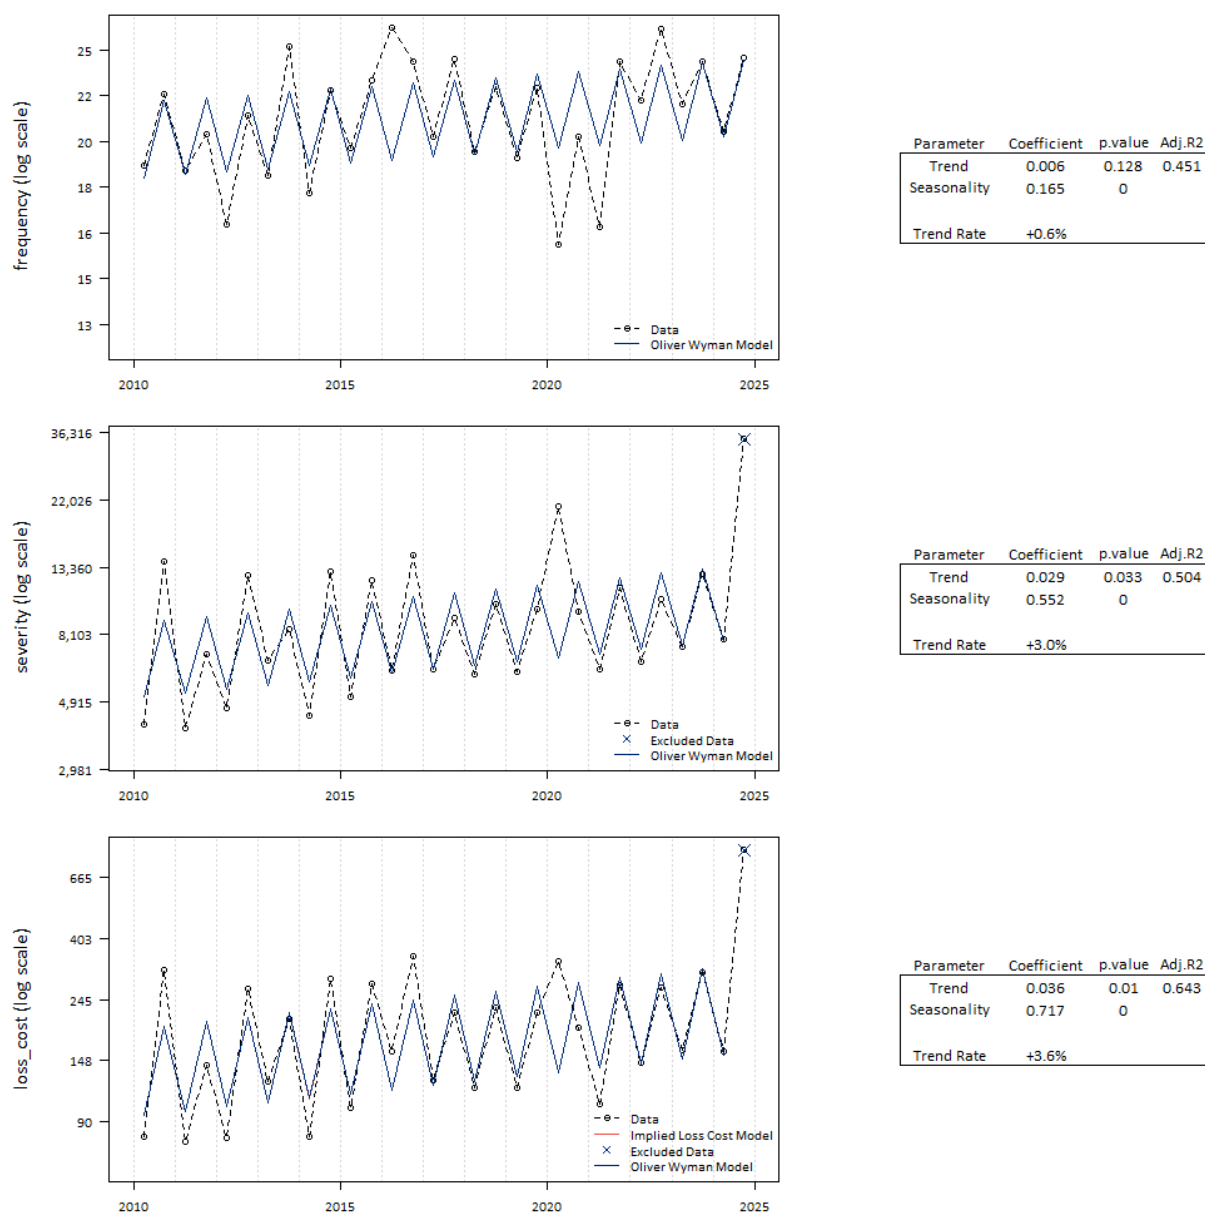 frequency (log scale)
25
22
20
18
16
15
13
Data
Oliver Wyman Model
2010 2015 2020 2025
Parameter Coefficient p.value Adj.R2
Trend 0.006 0.128 0.451
Seasonality 0.165 0
Trend Rate +0.6%
severity (log scale)
36,316
22,026
13,360
8,103
4,915
2,981
Data
Excluded Data
Oliver Wyman Model
2010 2015 2020 2025
Parameter Coefficient p.value Adj.R2
Trend 0.029 0.033 0.504
Seasonality 0.552 0
Trend Rate +3.0%
loss_cost (log scale)
665
403
245
148
90
Data
Implied Loss Cost Model
Excluded Data
Oliver Wyman Model
2010 2015 2020 2025
Parameter Coefficient p.value Adj.R2
Trend 0.036 0.01 0.643
Seasonality 0.717 0
Trend Rate +3.6%